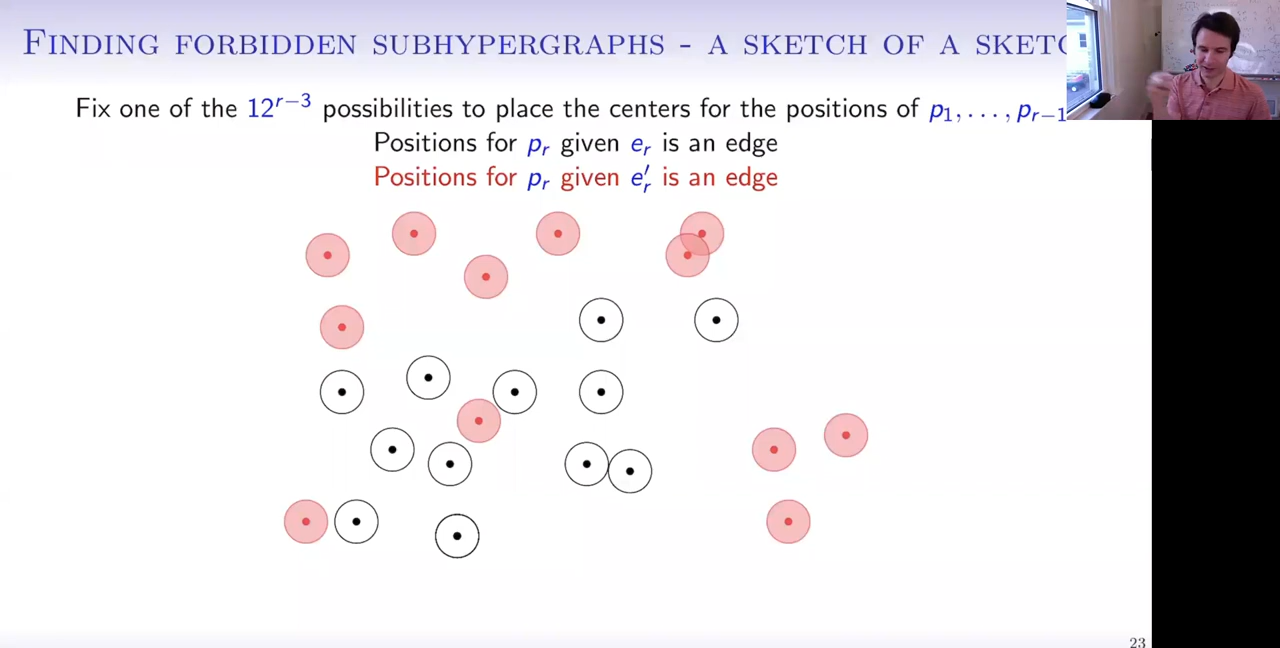 FINDING FORBIDDEN SUBHYPERGRAPHS - A SKETCH OF A
Fix one of the 12^{r−3} possibilities to place the centers for the positions of p_1, ..., p_{r−1}
Positions for p_r given e_r is an edge
Positions for p_r given e′_r is an edge
23